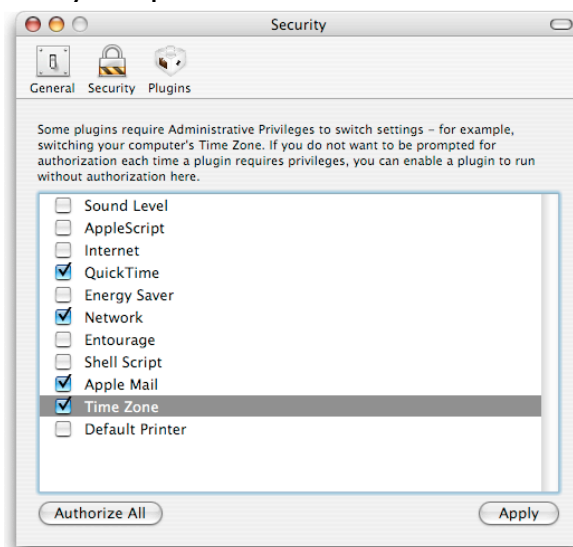 Security
General Security Plugins
Some plugins require Administrative Privileges to switch settings – for example,
switching your computer's Time Zone. If you do not want to be prompted for
authorization each time a plugin requires privileges, you can enable a plugin to run
without authorization here.
Sound Level
AppleScript
Internet
QuickTime
Energy Saver
Network
Entourage
Shell Script
Apple Mail
Time Zone
Default Printer
Authorize All Apply